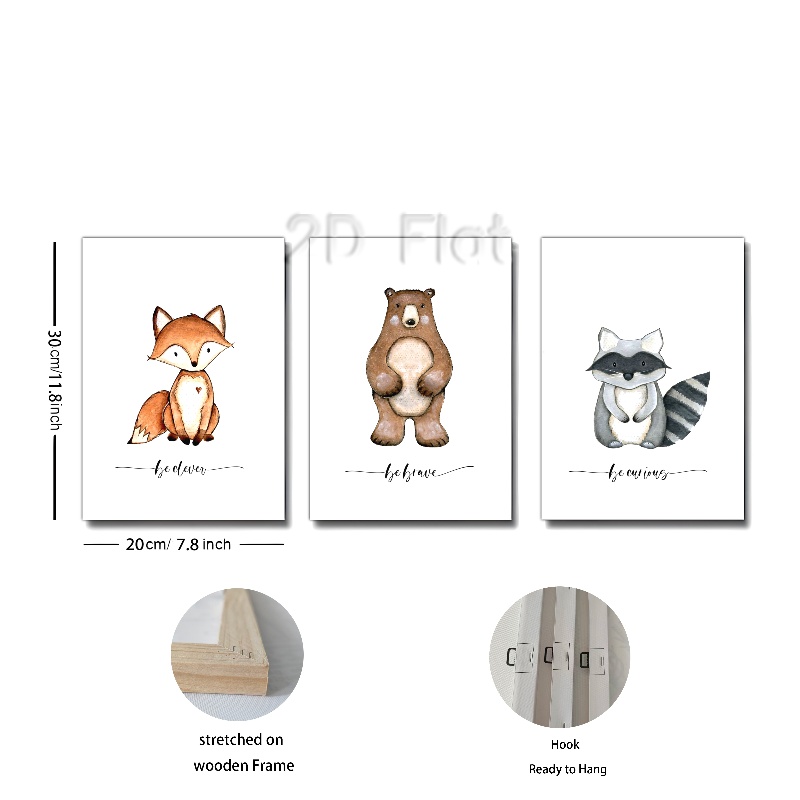 2D Flat
30cm/11.8inch
be clever
be brave
be curious
20cm/ 7.8 inch
stretched on
wooden Frame
Hook
Ready to Hang